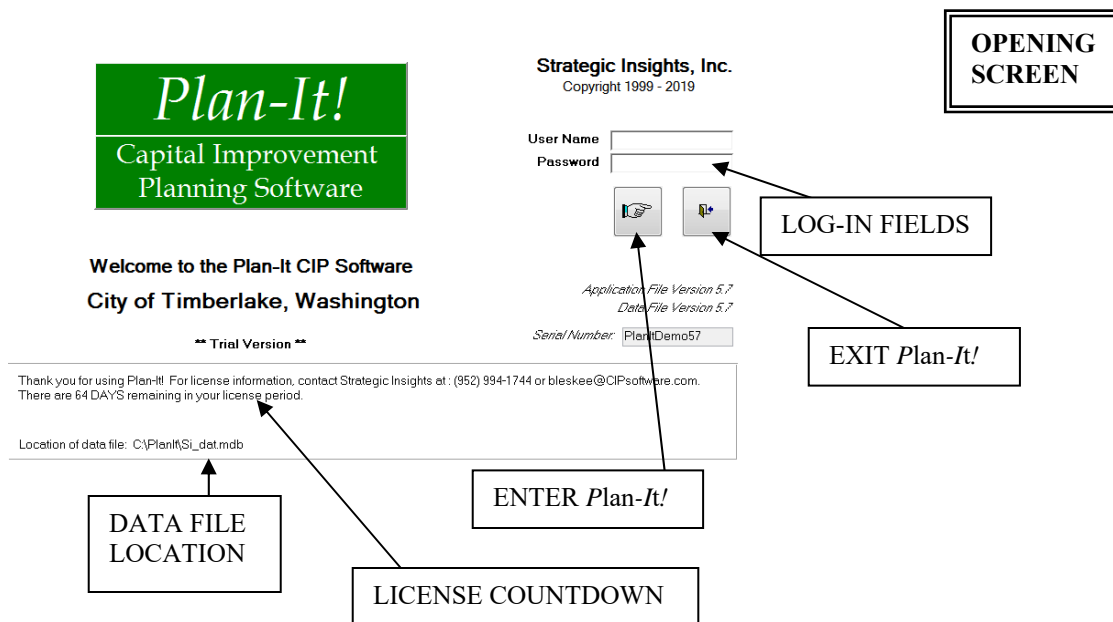 OPENING
SCREEN
Plan-It!
Capital Improvement
Planning Software
Strategic Insights, Inc.
Copyright 1999 - 2019
User Name
Password
LOG-IN FIELDS
Welcome to the Plan-It CIP Software
City of Timberlake, Washington
** Trial Version **
Application File Version 5.7
Data File Version 5.7
Serial Number: PlanItDemo57
EXIT Plan-It!
Thank you for using Plan-It! For license information, contact Strategic Insights at : (952) 994-1744 or bleskee@CIPsoftware.com.
There are 64 DAYS remaining in your license period.
Location of data file: C:\PlanIt\Si_dat.mdb
ENTER Plan-It!
DATA FILE
LOCATION
LICENSE COUNTDOWN